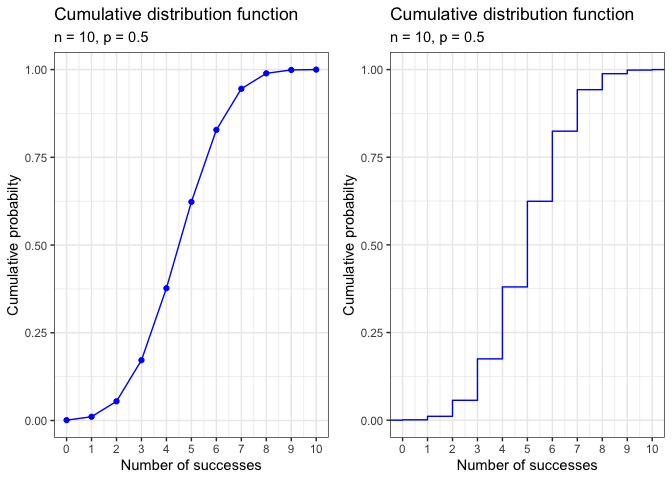 Cumulative distribution function
n = 10, p = 0.5
1.00
0.75
0.50
0.25
0.00
Cumulative probability
0 1 2 3 4 5 6 7 8 9 10
Number of successes
Cumulative distribution function
n = 10, p = 0.5
1.00
0.75
0.50
0.25
0.00
Cumulative probabilty
0 1 2 3 4 5 6 7 8 9 10
Number of successes